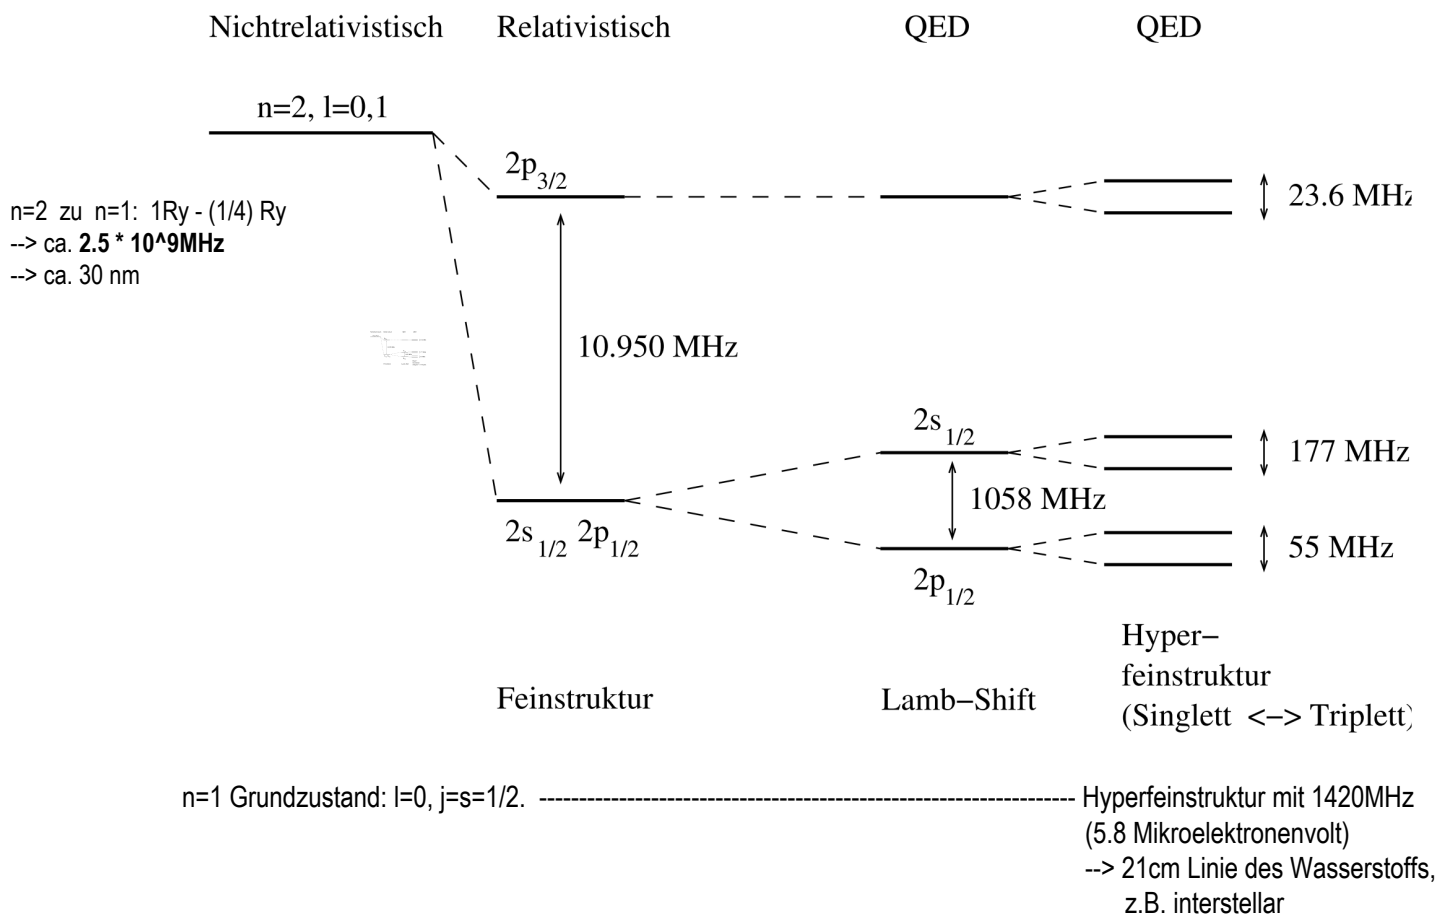 Nichtrelativistisch Relativistisch QED QED
n=2, l=0,1
2p3/2
23.6 MHz
n=2 zu n=1: 1Ry - (1/4) Ry
--> ca. 2.5 * 10^9MHz
--> ca. 30 nm
10.950 MHz
2s1/2
177 MHz
1058 MHz
2s1/2 2p1/2
55 MHz
2p1/2
Hyper–
feinstruktur
(Singlett <–> Triplett)
Feinstruktur Lamb–Shift
n=1 Grundzustand: l=0, j=s=1/2. ------------------------------------------------------------------- Hyperfeinstruktur mit 1420MHz
(5.8 Mikroelektronenvolt)
--> 21cm Linie des Wasserstoffs,
z.B. interstellar